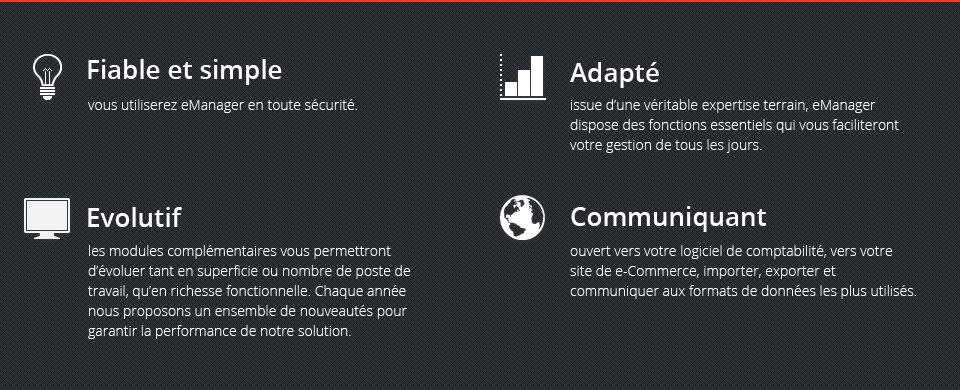 Fiable et simple
vous utiliserez eManager en toute sécurité.
Adapté
issue d’une véritable expertise terrain, eManager
dispose des fonctions essentiels qui vous faciliteront
votre gestion de tous les jours.
Evolutif
les modules complémentaires vous permettront
d’évoluer tant en superficie ou nombre de poste de
travail, qu’en richesse fonctionnelle. Chaque année
nous proposons un ensemble de nouveautés pour
garantir la performance de notre solution.
Communiquant
ouvert vers votre logiciel de comptabilité, vers votre
site de e-Commerce, importer, exporter et
communiquer aux formats de données les plus utilisés.